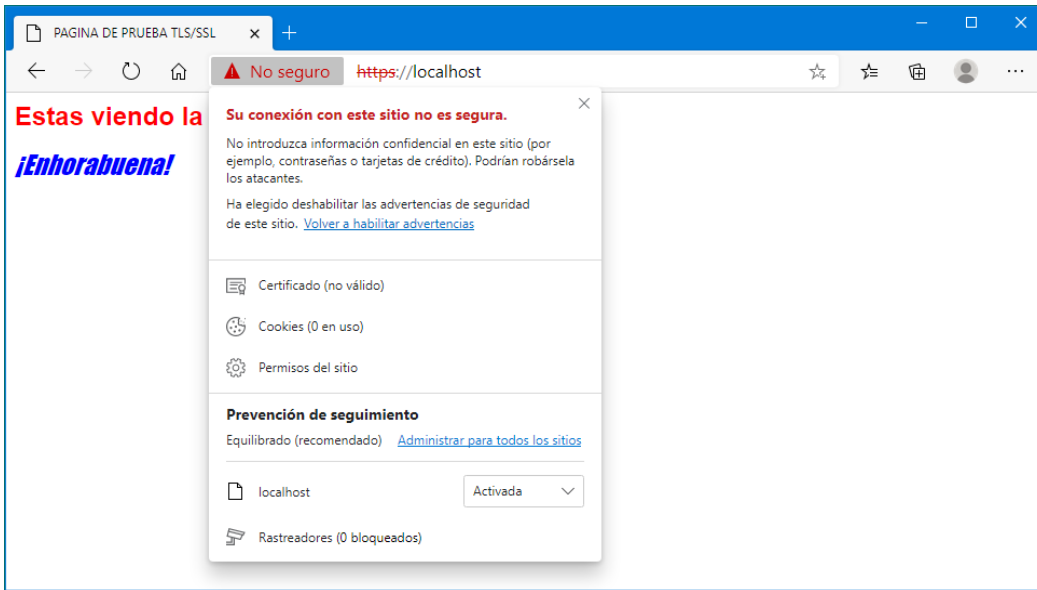 PAGINA DE PRUEBA TLS/SSL
No seguro https://localhost
Estas viendo la
¡Enhorabuena!
Su conexión con este sitio no es segura.
No introduzca información confidencial en este sitio (por
ejemplo, contraseñas o tarjetas de crédito). Podrían robársela
los atacantes.
Ha elegido deshabilitar las advertencias de seguridad
de este sitio. Volver a habilitar advertencias
Certificado (no válido)
Cookies (0 en uso)
Permisos del sitio
Prevención de seguimiento
Equilibrado (recomendado) Administrar para todos los sitios
localhost Activada
Rastreadores (0 bloqueados)